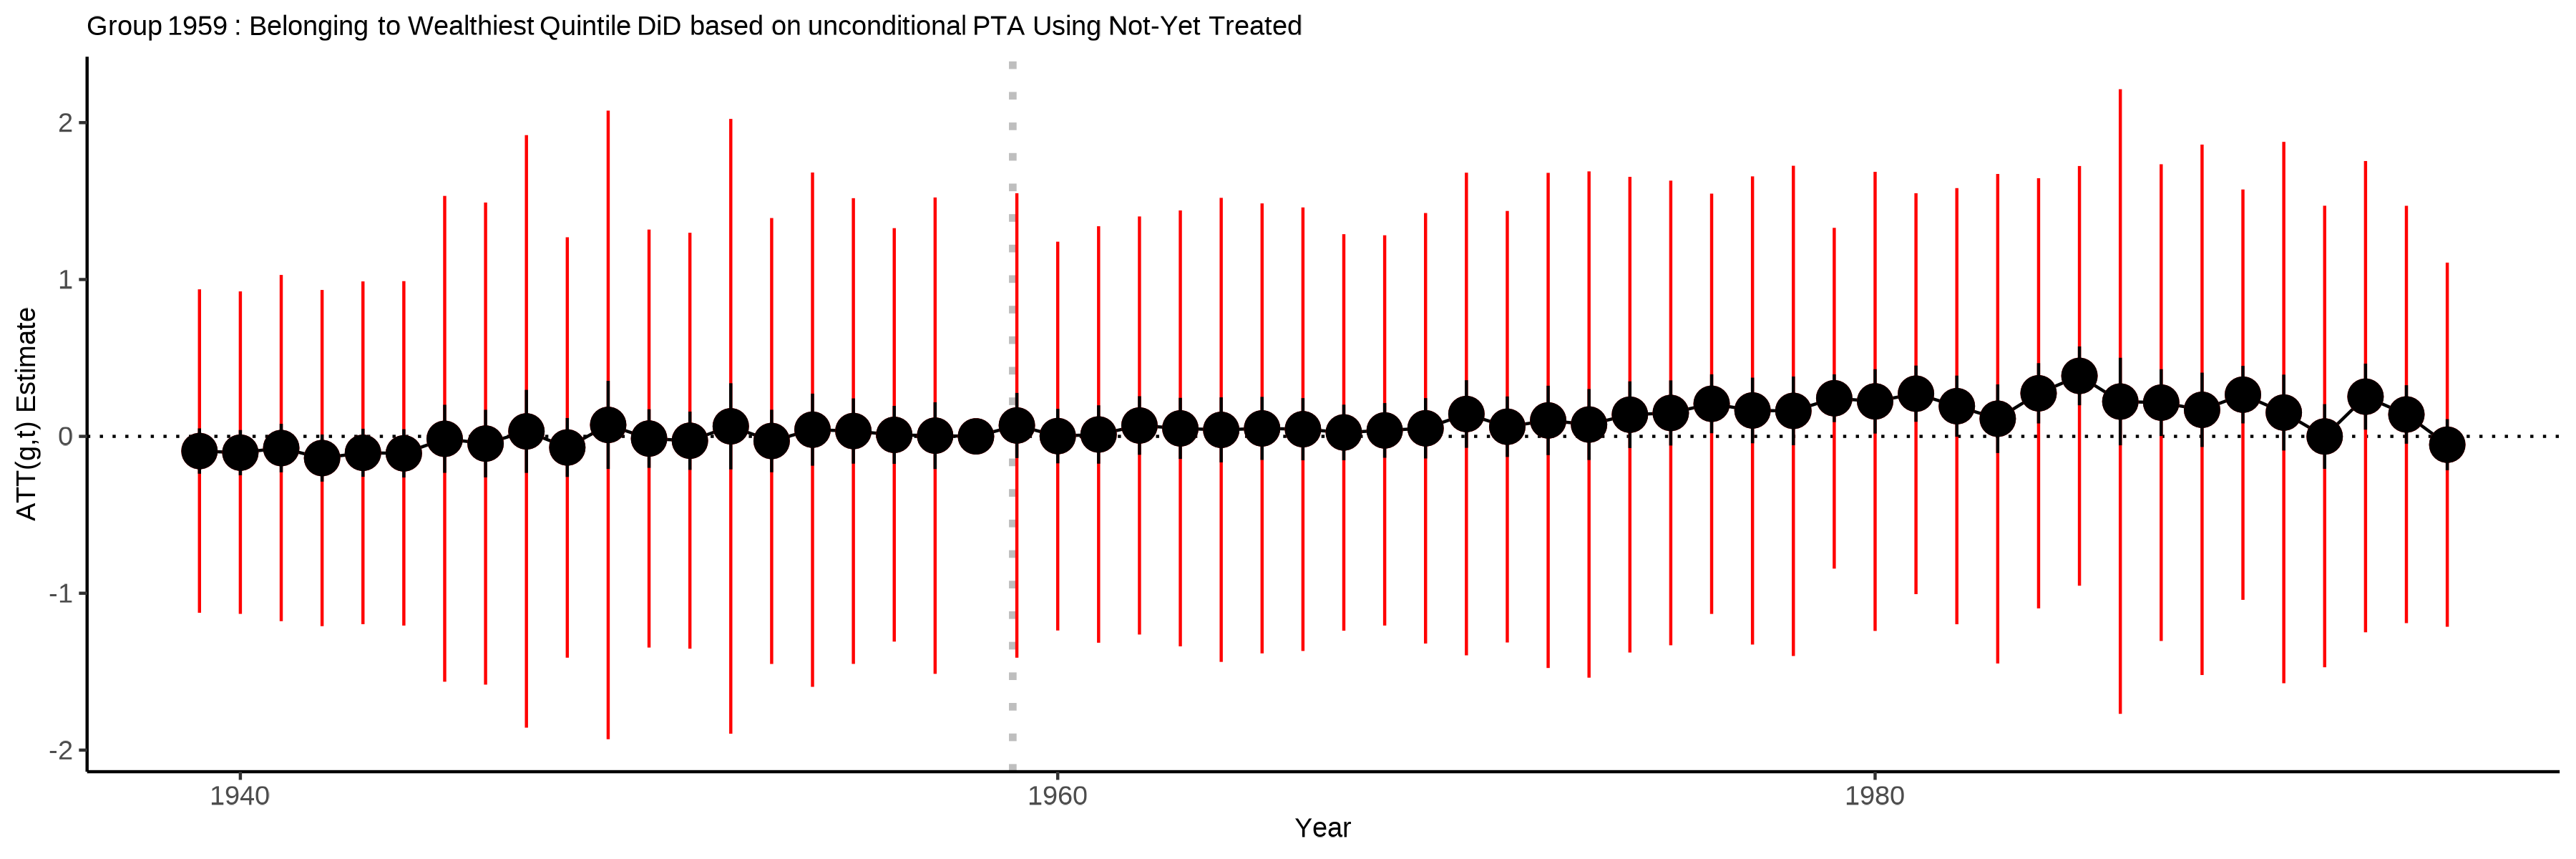 Group 1959 : Belonging to Wealthiest Quintile DiD based on unconditional PTA Using Not-Yet Treated
ATT(g,t) Estimate
2
1
0
-1
-2
1940
1960
1980
Year